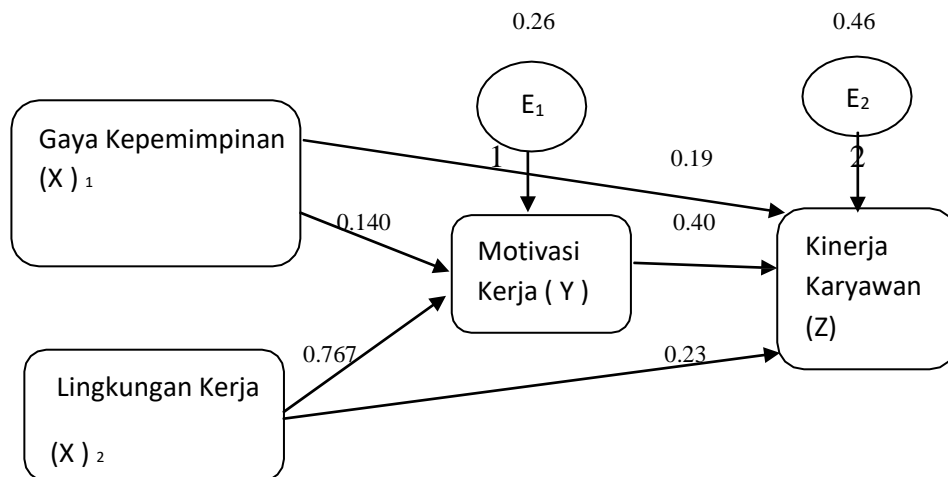 0.26
0.46
E₁
E₂
Gaya Kepemimpinan
(X ) ₁
1
0.19
2
0.140
Motivasi
Kerja ( Y )
0.40
Kinerja
Karyawan
(Z)
0.767
0.23
Lingkungan Kerja
(X ) ₂